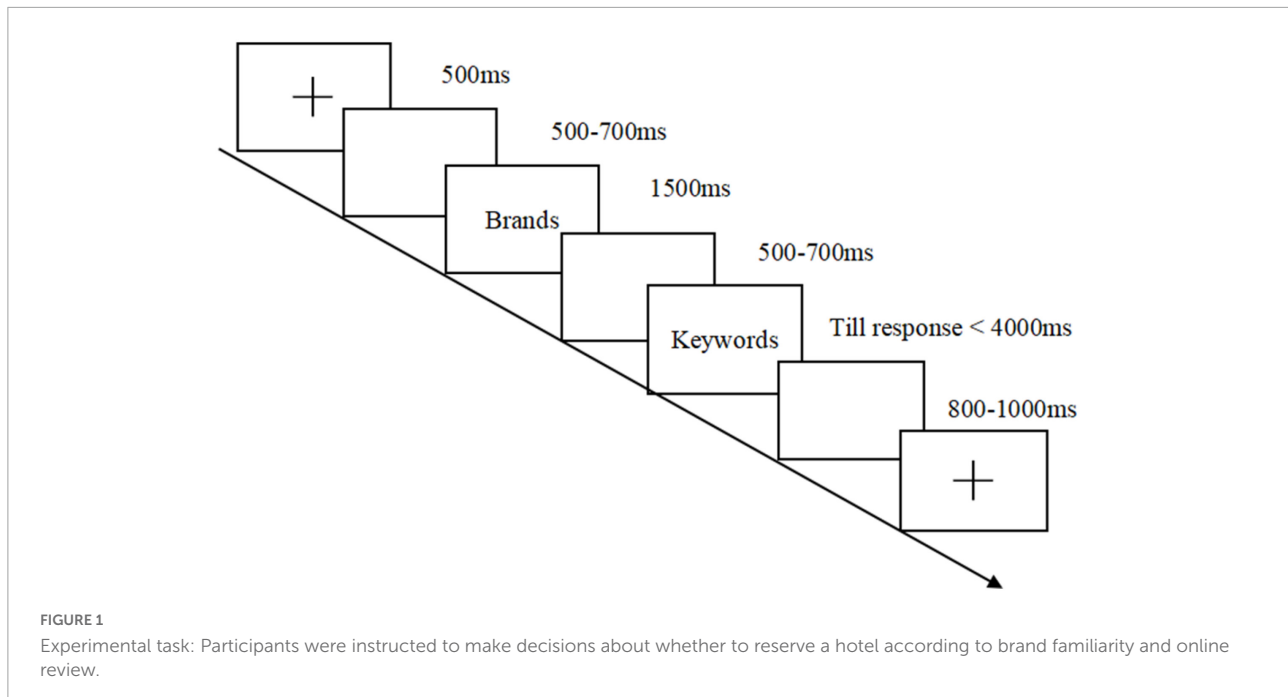 500ms
500-700ms
1500ms
Brands
500-700ms
Till response < 4000ms
Keywords
800-1000ms
FIGURE 1
Experimental task: Participants were instructed to make decisions about whether to reserve a hotel according to brand familiarity and online
review.